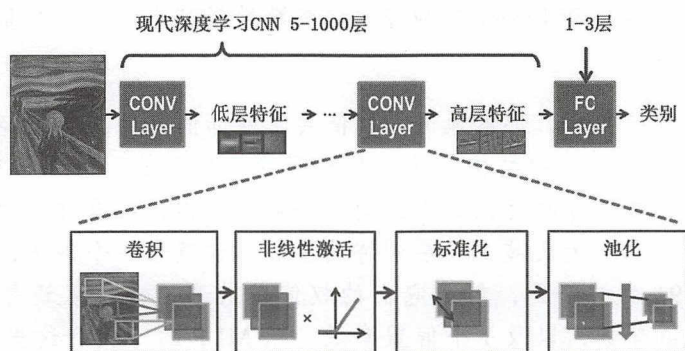 现代深度学习CNN 5-1000层
1-3层
CONV Layer
低层特征
...
CONV Layer
高层特征
FC Layer
类别
卷积
非线性激活
标准化
池化
×